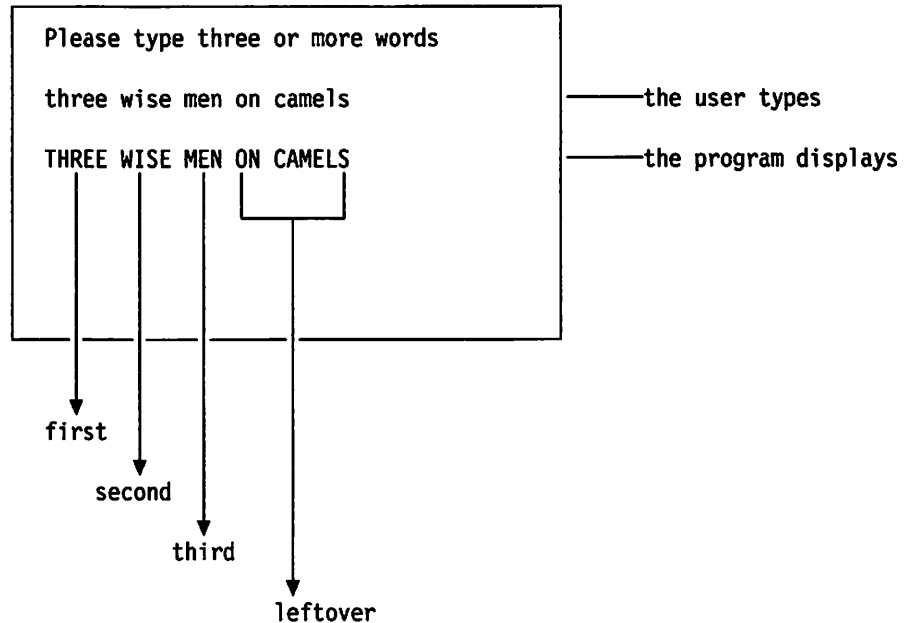 Please type three or more words
three wise men on camels
the user types
THREE WISE MEN ON CAMELS
the program displays
first
second
third
leftover